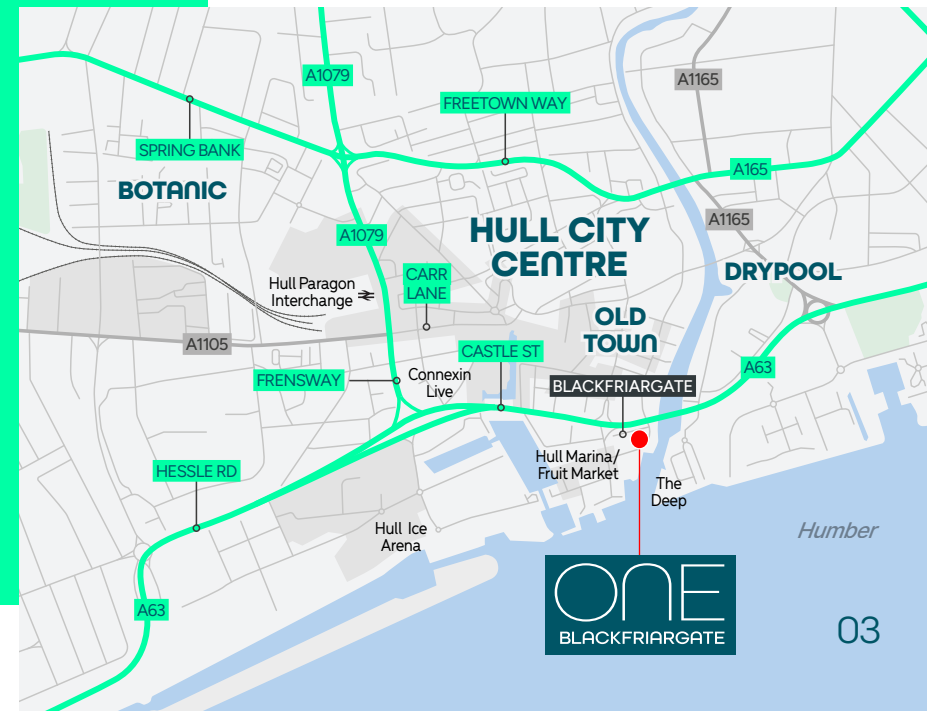 A1079
A1165
FREETOWN WAY
SPRING BANK
A165
BOTANIC
A1165
A1079
HULL CITY
CENTRE
DRYPOOL
CARR
LANE
Hull Paragon
Interchange
OLD
TOWN
A1105
CASTLE ST
A63
FRENSWAY
Connexin
Live
BLACKFRIARGATE
Hull Marina/
Fruit Market
HESSLE RD
The
Deep
Hull Ice
Arena
Humber
ONE
BLACKFRIARGATE
A63
03